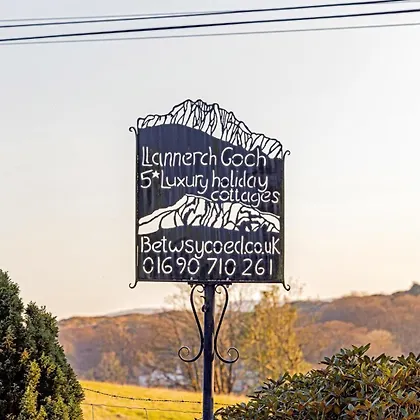 Llannerch Goch
5* Luxury holiday
cottages
Betwsycoed.co.uk
01690 710 261